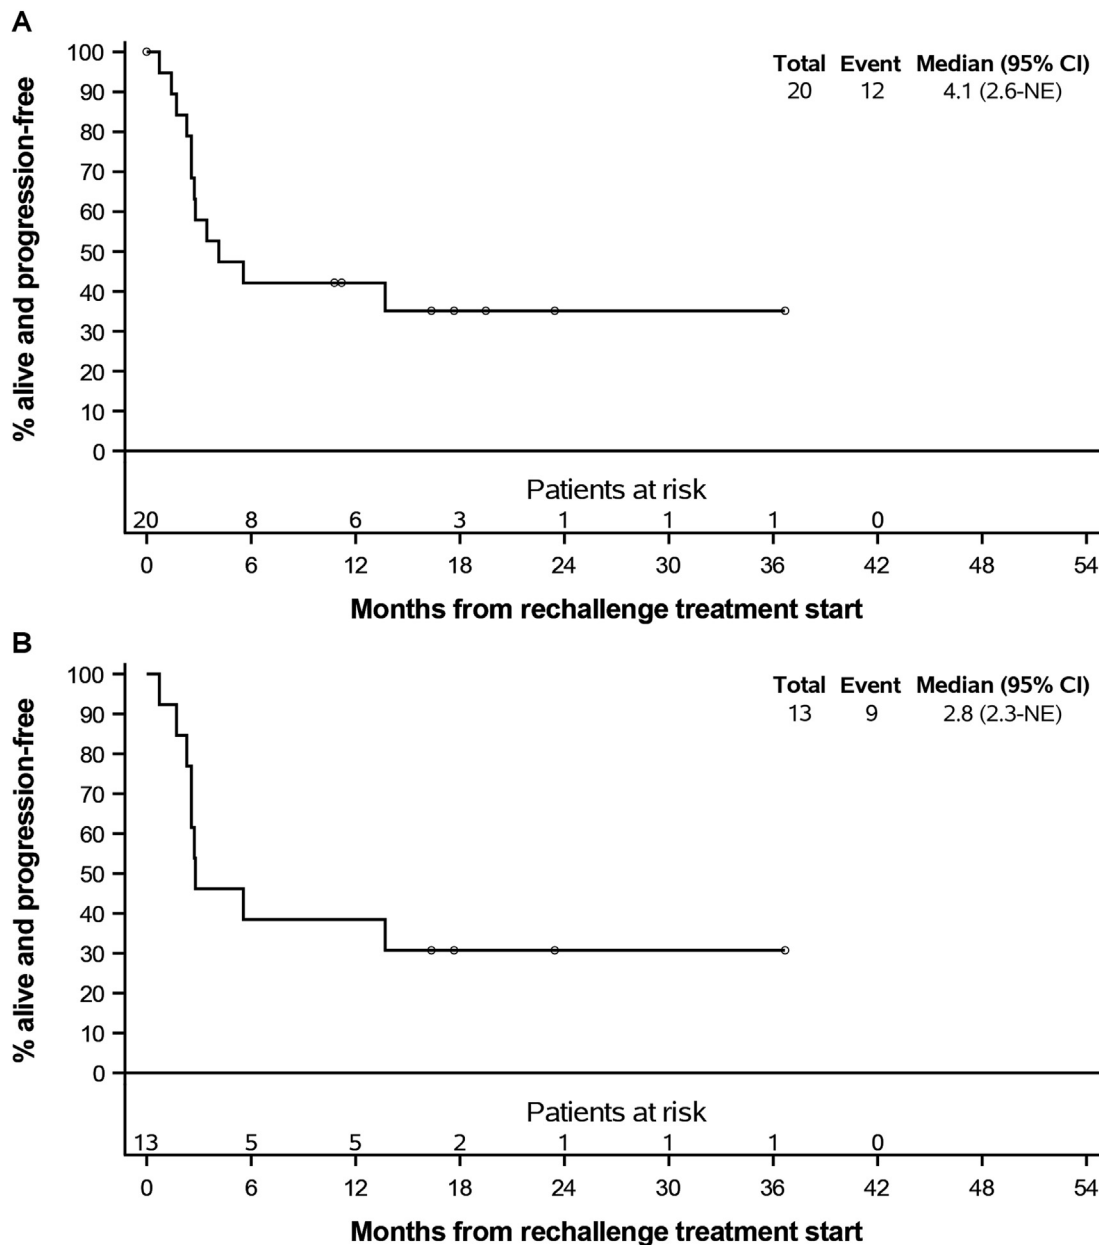 A
100
90
80
70
60
50
40
30
20
10
0
% alive and progression-free
Total Event Median (95% CI)
20 12 4.1 (2.6-NE)
Patients at risk
20 8 6 3 1 1 1 0
0 6 12 18 24 30 36 42 48 54
Months from rechallenge treatment start
B
100
90
80
70
60
50
40
30
20
10
0
% alive and progression-free
Total Event Median (95% CI)
13 9 2.8 (2.3-NE)
Patients at risk
13 5 5 2 1 1 1 0
0 6 12 18 24 30 36 42 48 54
Months from rechallenge treatment start